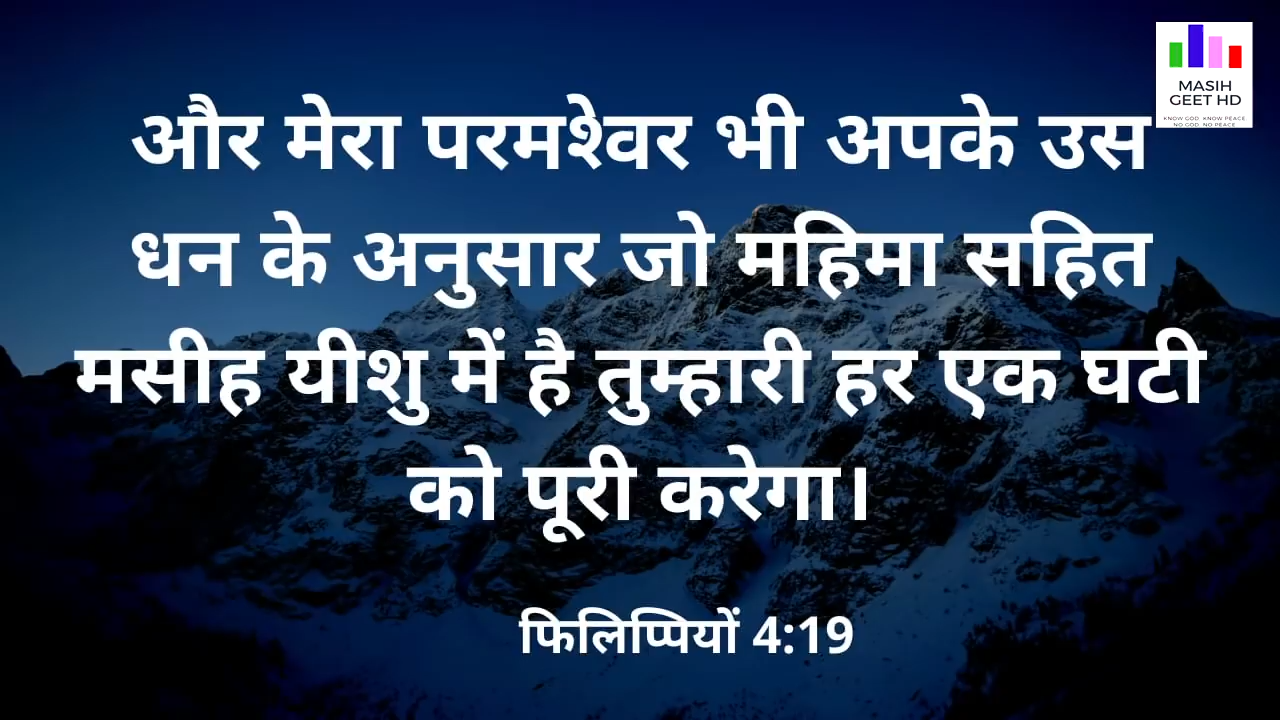 MASIH
GEET HD
KNOW GOD, KNOW PEACE
NO GOD, NO PEACE
और मेरा परमश्ेवर भी अपके उस
धन के अनुसार जो महिमा सहित
मसीह यीशु में है तुम्हारी हर एक घटी
को पूरी करेगा।
फिलिप्पियों 4:19